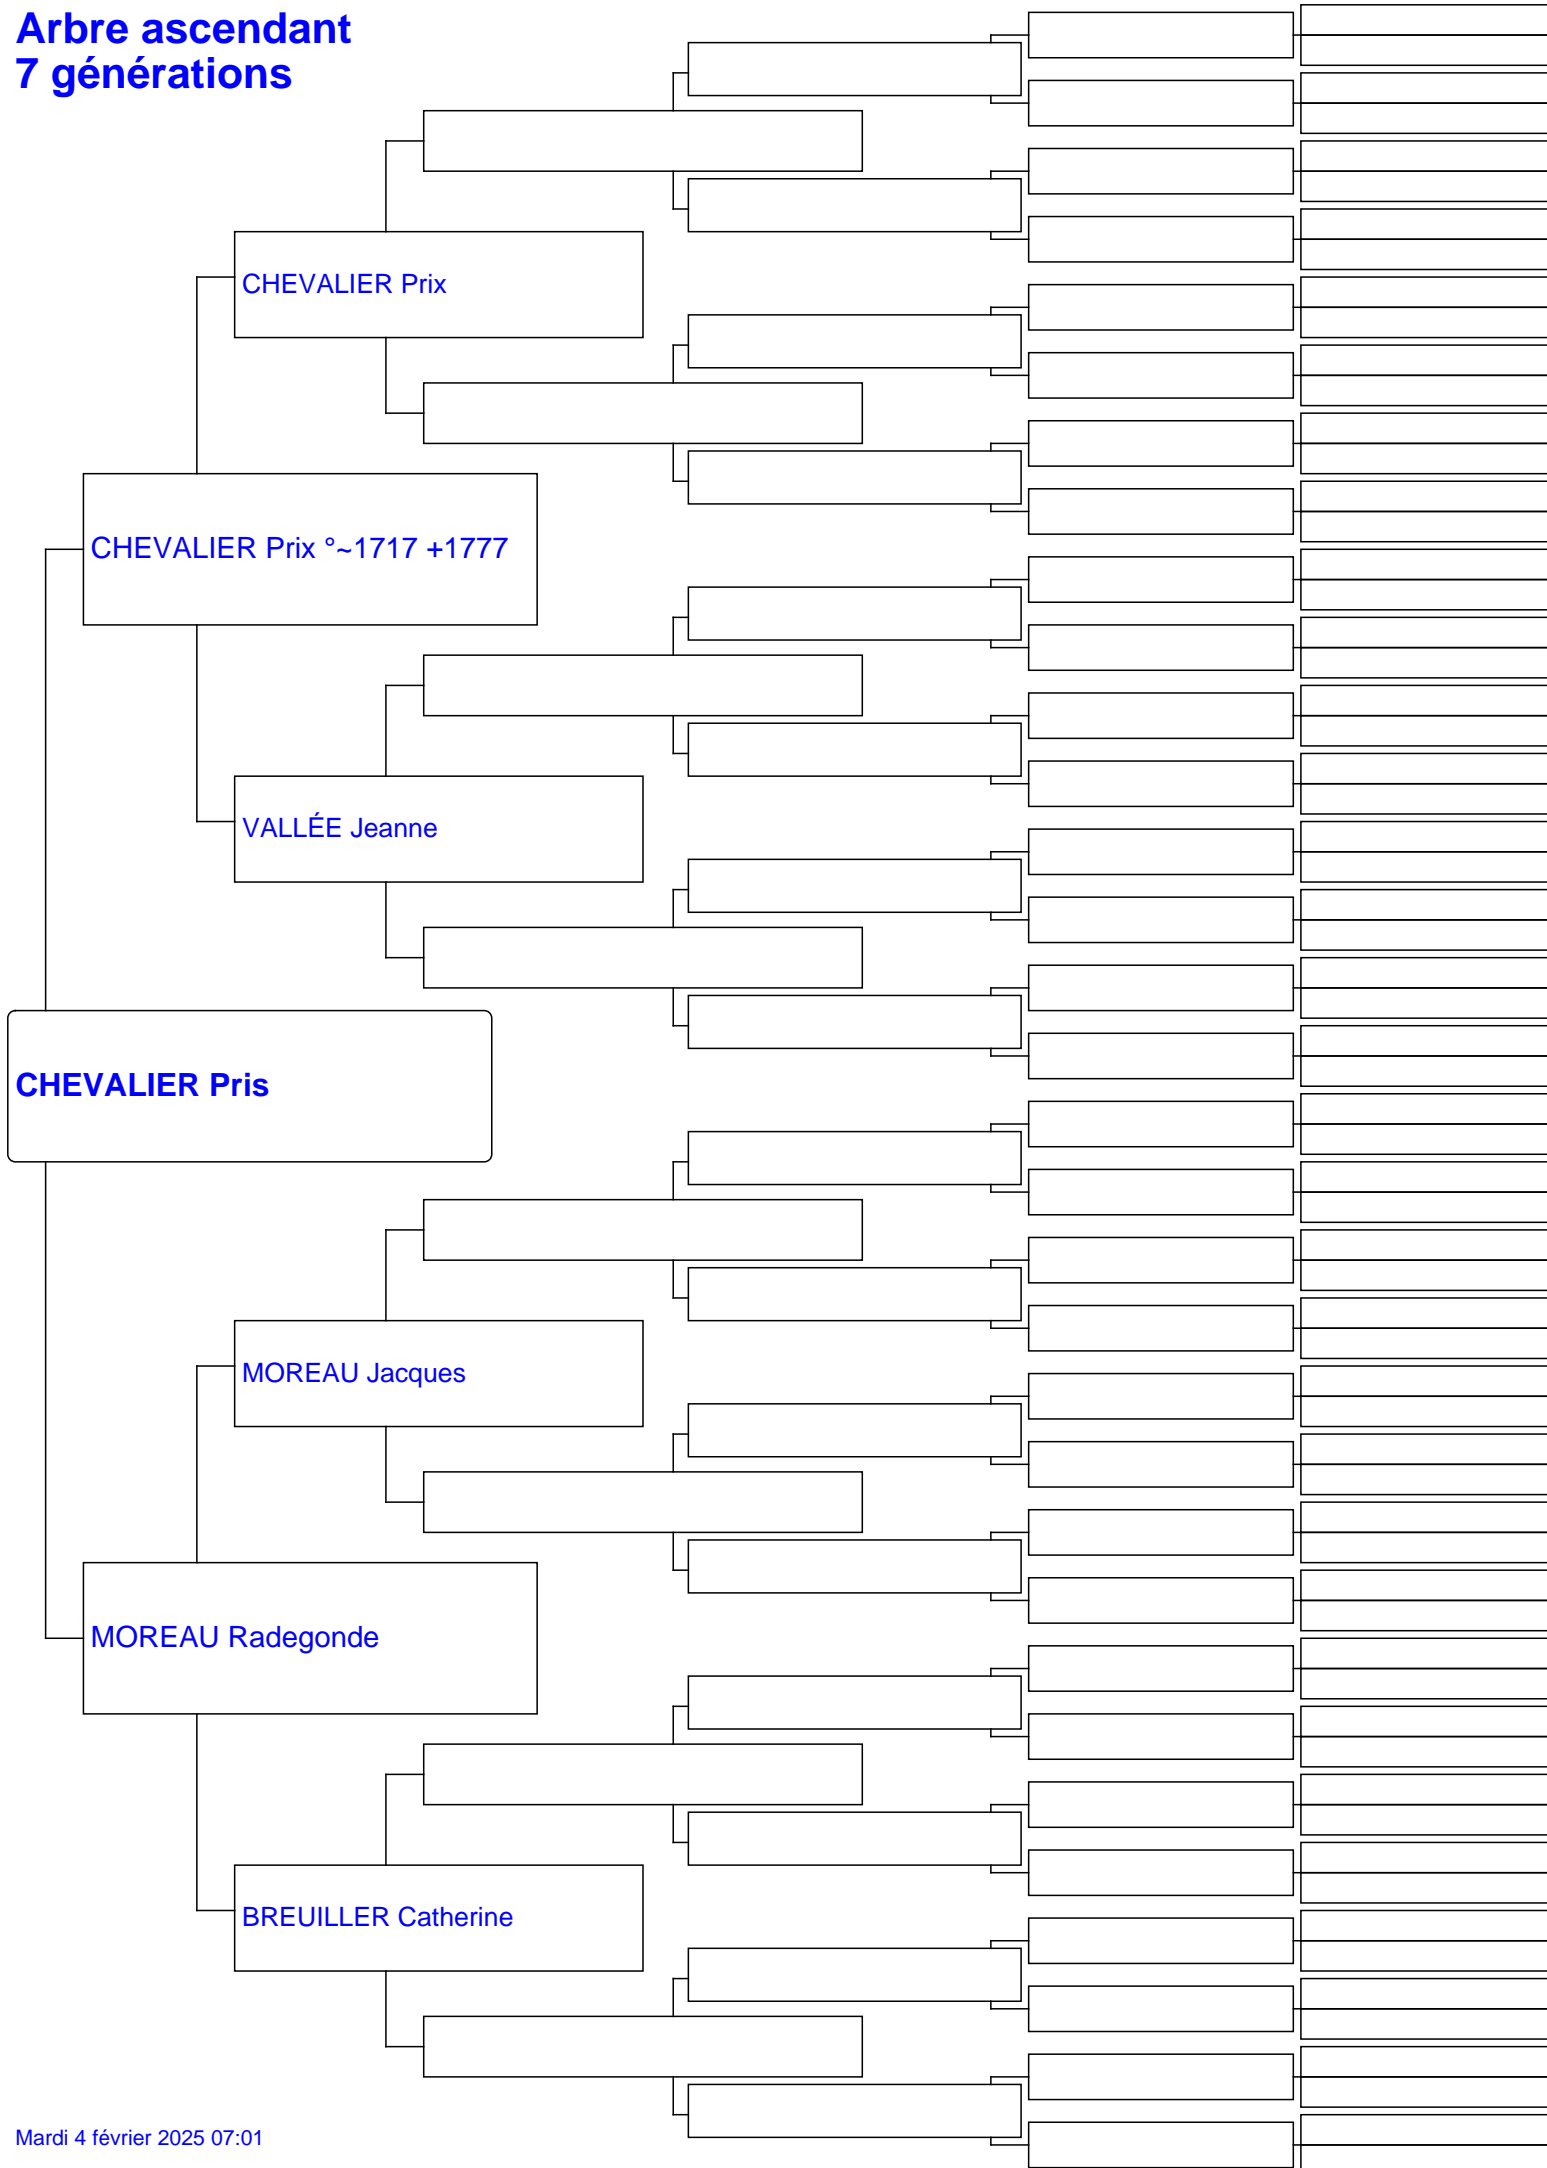 Arbre ascendant
7 générations
CHEVALIER Prix
CHEVALIER Prix °~1717 +1777
VALLÉE Jeanne
CHEVALIER Pris
MOREAU Jacques
MOREAU Radegonde
BREUILLER Catherine
Mardi 4 février 2025 07:01